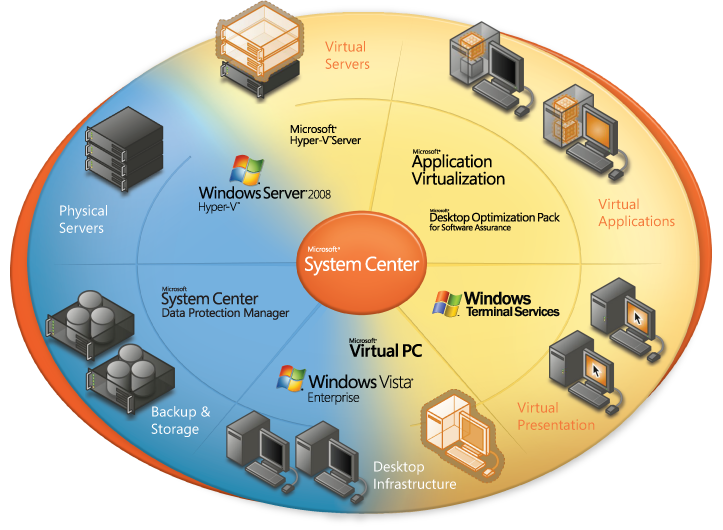 Virtual
Servers
Microsoft®
Hyper-V™Server
Microsoft®
Application
Virtualization
Windows Server®2008
Hyper-V™
Virtual
Applications
Physical
Servers
Microsoft®
Desktop Optimization Pack
for Software Assurance
Microsoft®
System Center
Microsoft
System Center
Data Protection Manager
Windows
Terminal Services
Microsoft®
Virtual PC
Windows Vista®
Enterprise
Backup &
Storage
Virtual
Presentation
Desktop
Infrastructure